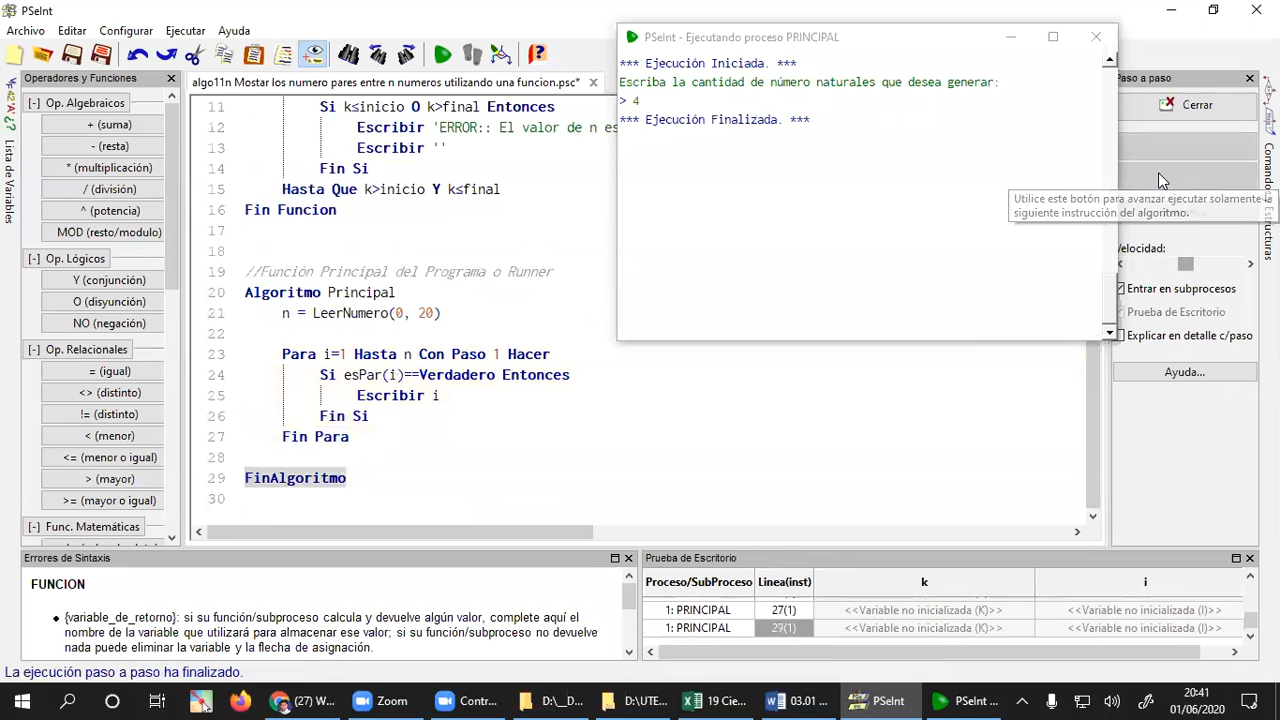 PSeInt
Archivo Editar Configurar Ejecutar Ayuda
Operadores y Funciones
[-] Op. Algebraicos
+ (suma)
- (resta)
* (multiplicación)
/ (división)
^ (potencia)
MOD (resto/modulo)
[-] Op. Lógicos
Y (conjunción)
O (disyunción)
NO (negación)
[-] Op. Relacionales
= (igual)
<> (distinto)
!= (distinto)
< (menor)
<= (menor o igual)
> (mayor)
>= (mayor o igual)
[-] Func. Matemáticas
Lista de Variables
algo11n Mostar los numero pares entre n numeros utilizando una funcion.psc*
11 Si k≤inicio O k>final Entonces
12 Escribir 'ERROR:: El valor de n es
13 Escribir ''
14 Fin Si
15 Hasta Que k>inicio Y k≤final
16 Fin Funcion
17
18
19 //Función Principal del Programa o Runner
20 Algoritmo Principal
21 n = LeerNumero(0, 20)
22
23 Para i=1 Hasta n Con Paso 1 Hacer
24 Si esPar(i)==Verdadero Entonces
25 Escribir i
26 Fin Si
27 Fin Para
28
29 FinAlgoritmo
30
PSeInt - Ejecutando proceso PRINCIPAL
*** Ejecución Iniciada. ***
Escriba la cantidad de número naturales que desea generar:
> 4
*** Ejecución Finalizada. ***
Paso a paso
Cerrar
Utilice este botón para avanzar ejecutar solamente la
siguiente instrucción del algoritmo.
Velocidad:
Entrar en subprocesos
Prueba de Escritorio
Explicar en detalle c/paso
Ayuda...
Comandos y Estructuras
Errores de Sintaxis
FUNCION
{variable_de_retorno}: si su función/subproceso calcula y devuelve algún valor, complete aquí el
nombre de la variable que utilizará para almacenar ese valor; si su función/subproceso no devuelve
nada puede eliminar la variable y la flecha de asignación.
Prueba de Escritorio
Proceso/SubProceso Linea(inst) k i
1: PRINCIPAL 27(1) <<Variable no inicializada (K)>> <<Variable no inicializada (I)>>
1: PRINCIPAL 29(1) <<Variable no inicializada (K)>> <<Variable no inicializada (I)>>
La ejecución paso a paso ha finalizado.
(27) W...
Zoom
Contr...
D:\__D...
D:\UTE...
19 Cie...
03.01 ...
PSeInt
PSeInt ...
20:41
01/06/2020